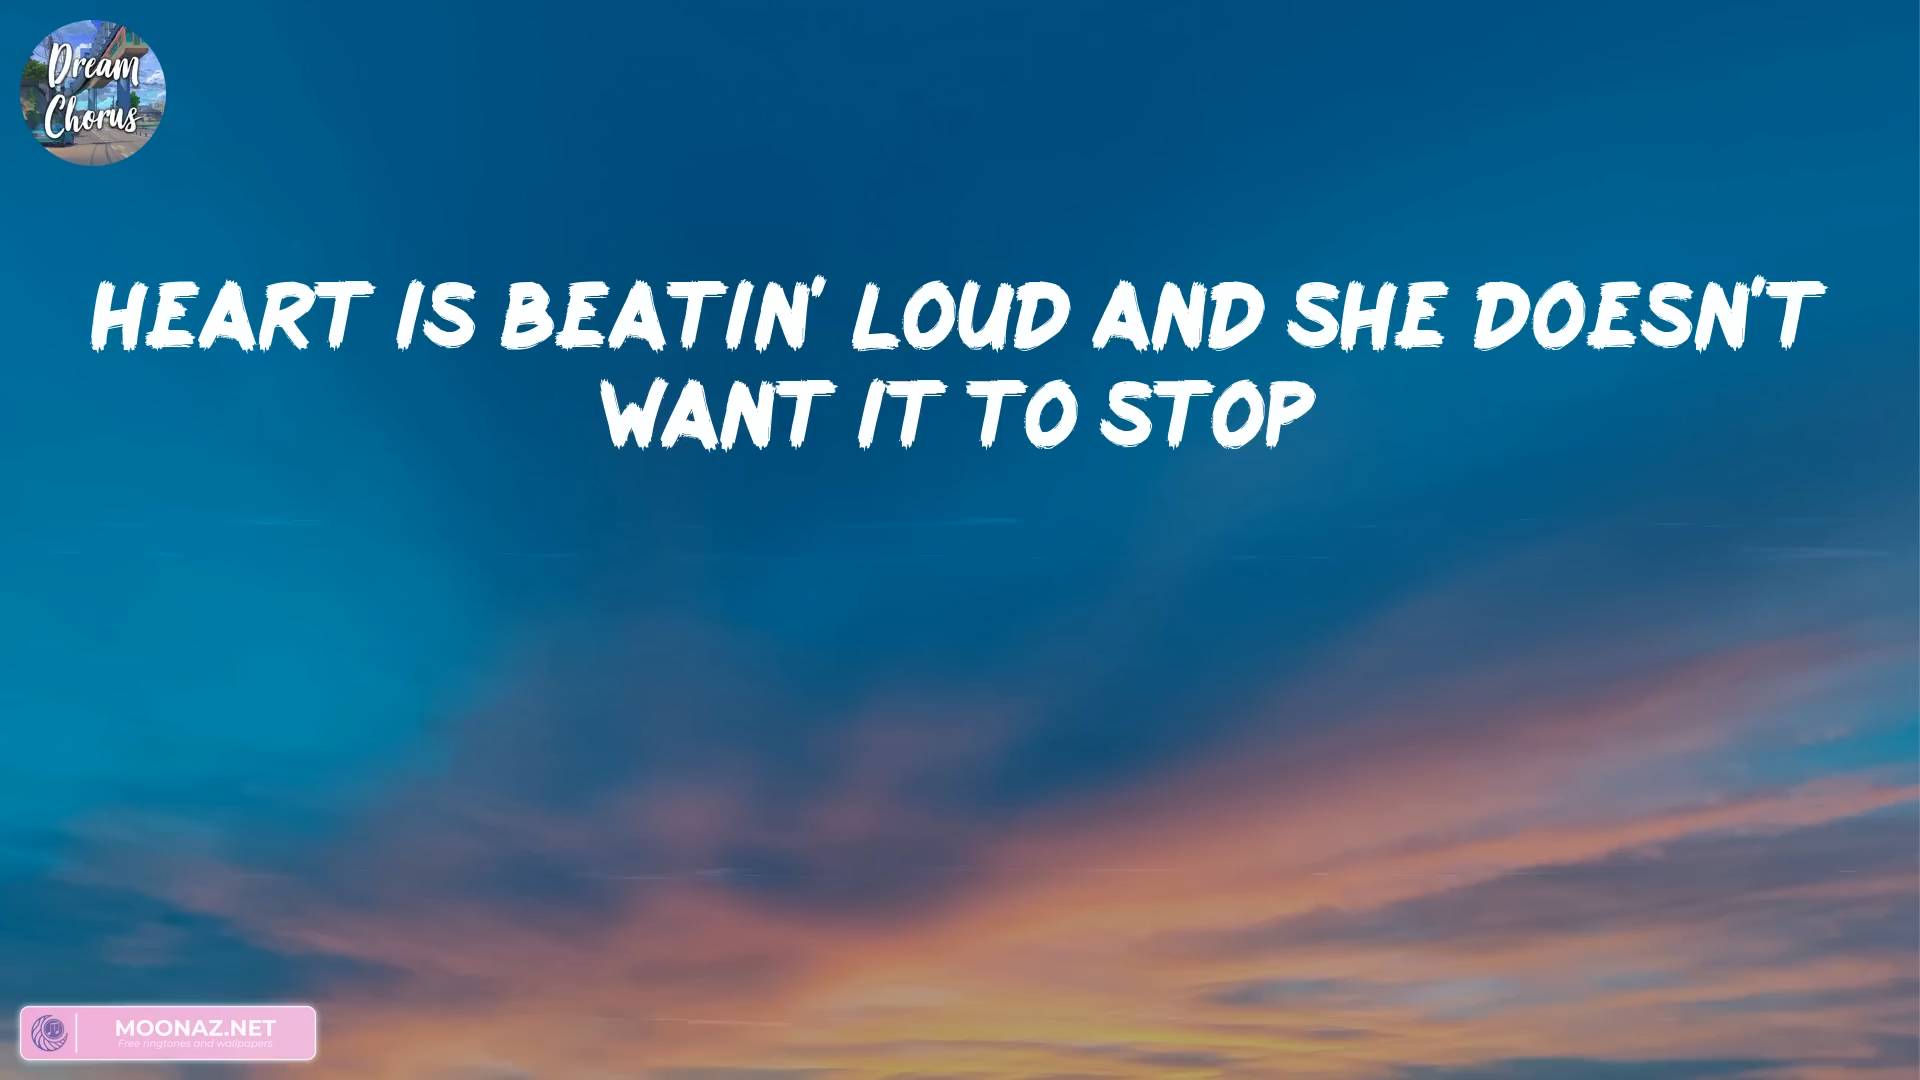 Dream
Chorus
HEART IS BEATIN' LOUD AND SHE DOESN'T
WANT IT TO STOP
MOONAZ.NET
Free ringtones and wallpapers